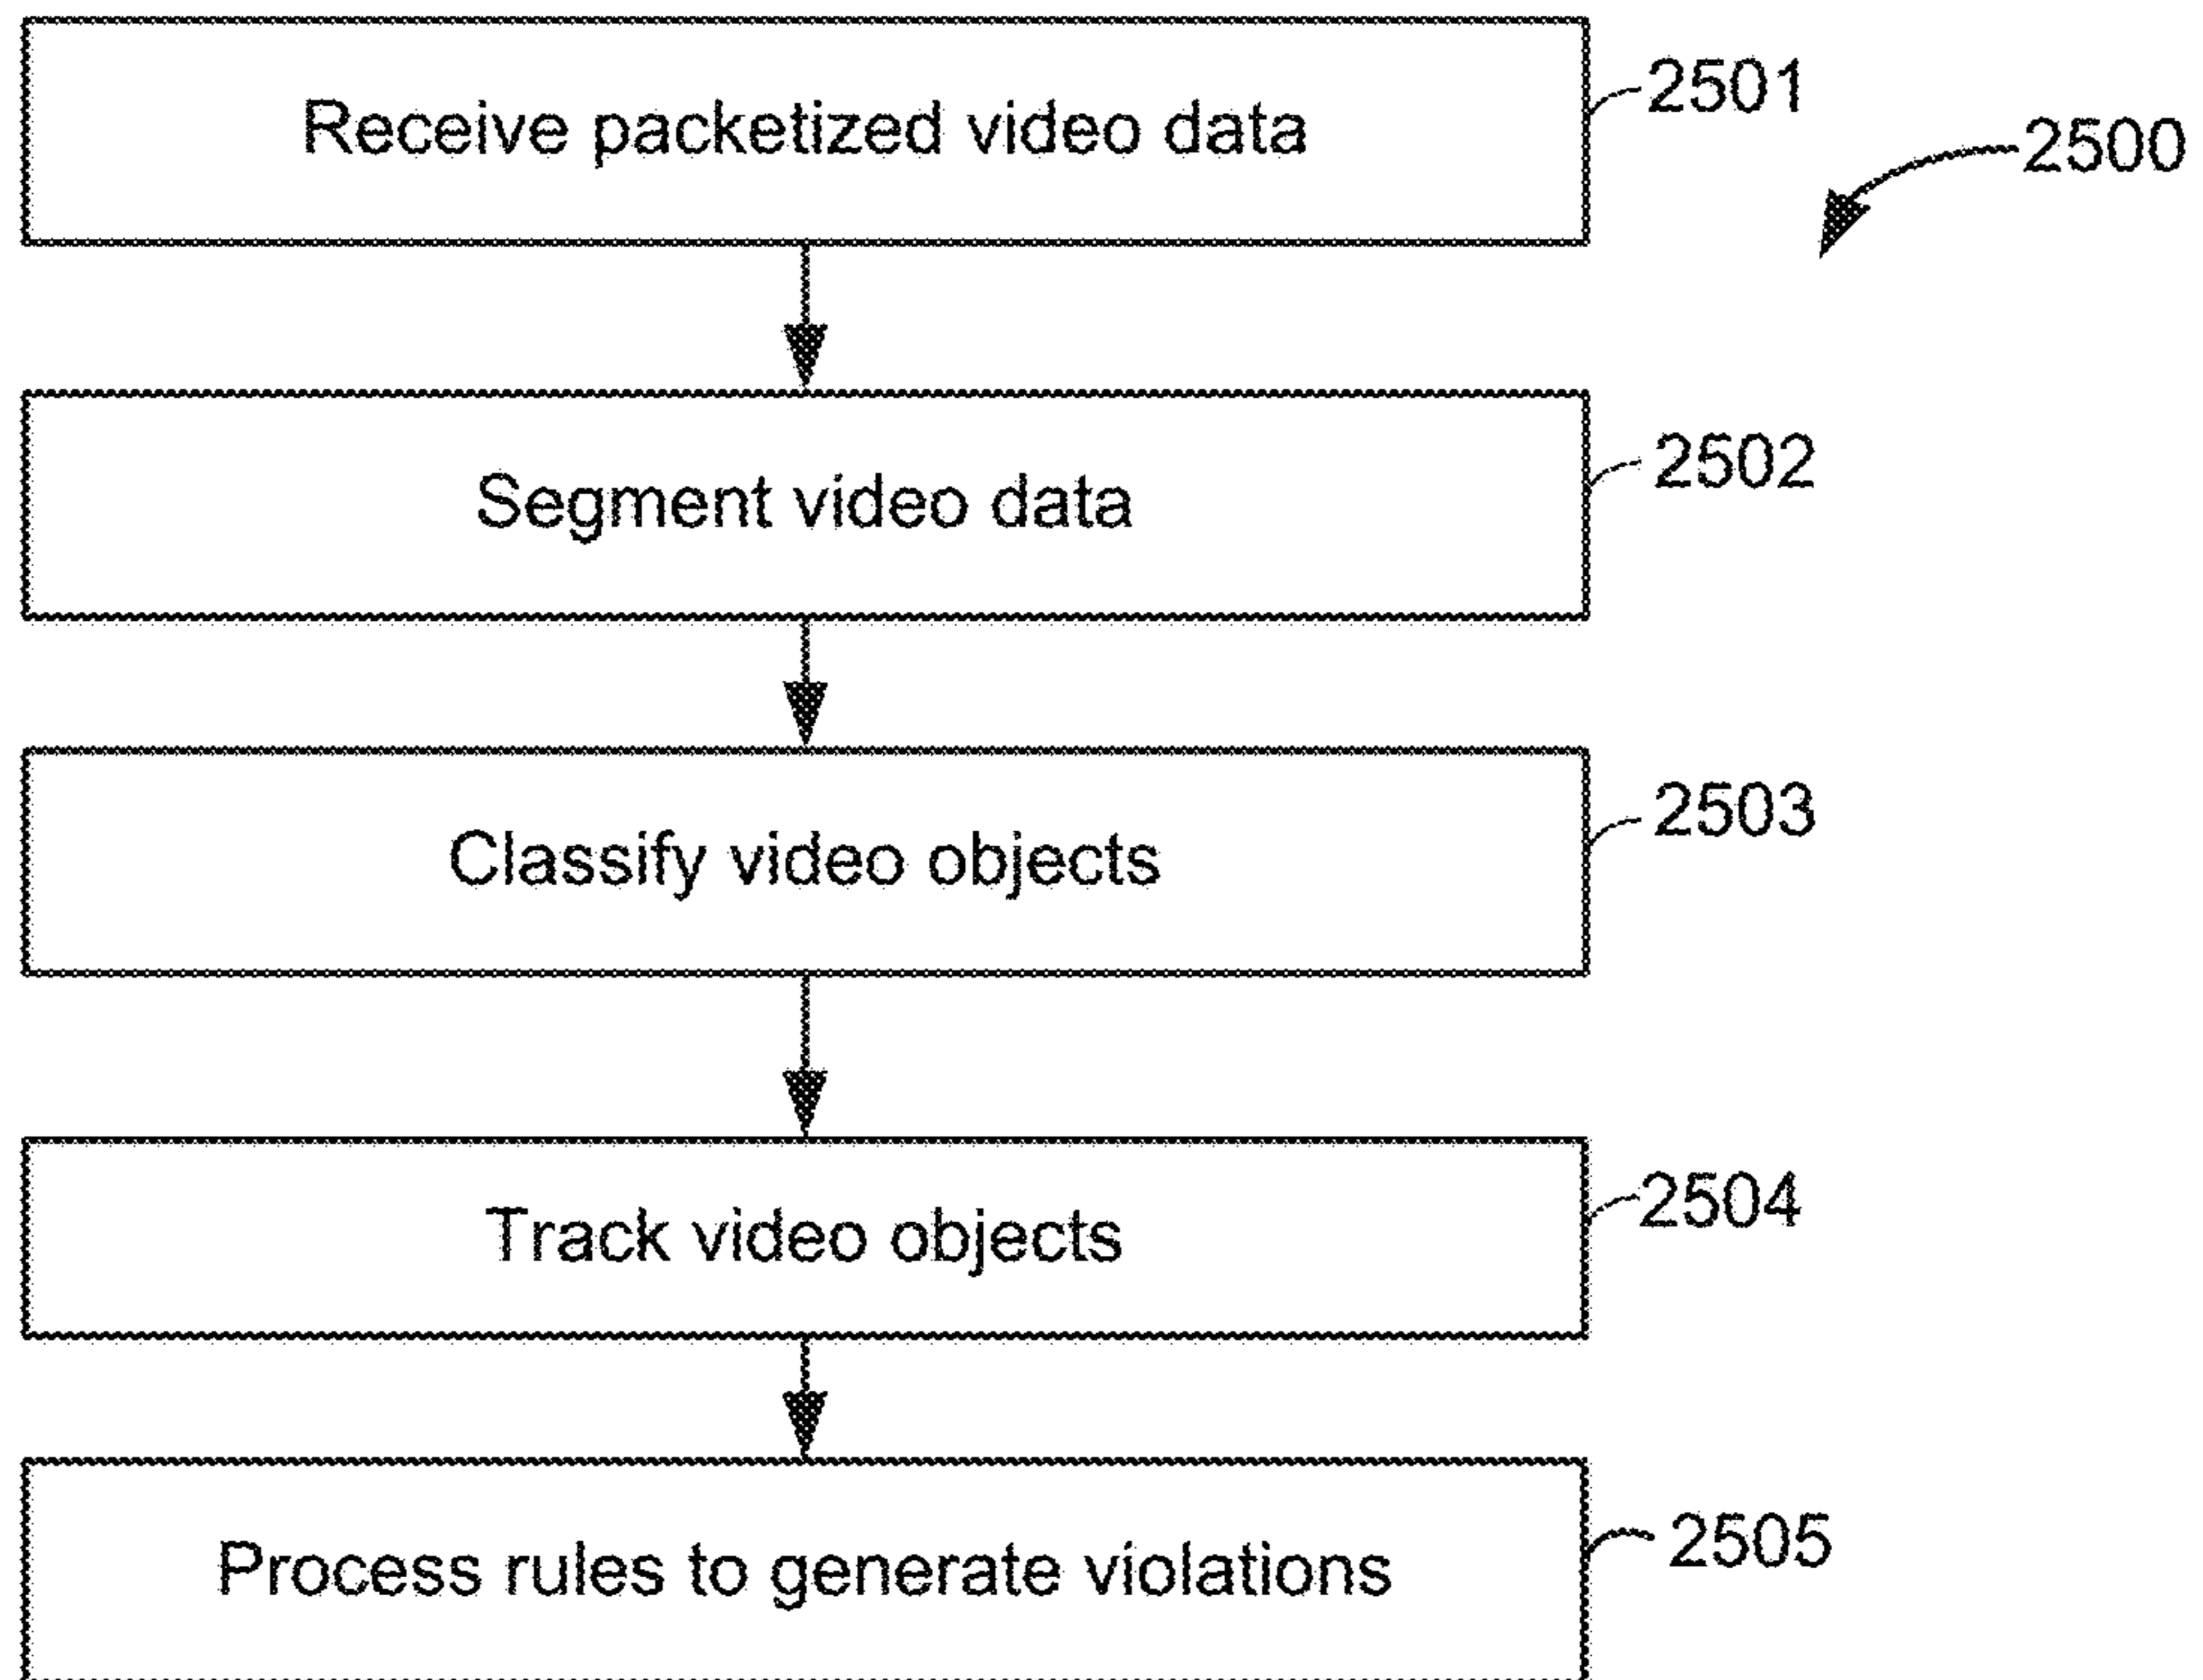 Receive packetized video data
2501
2500
Segment video data
2502
Classify video objects
2503
Track video objects
2504
Process rules to generate violations
2505